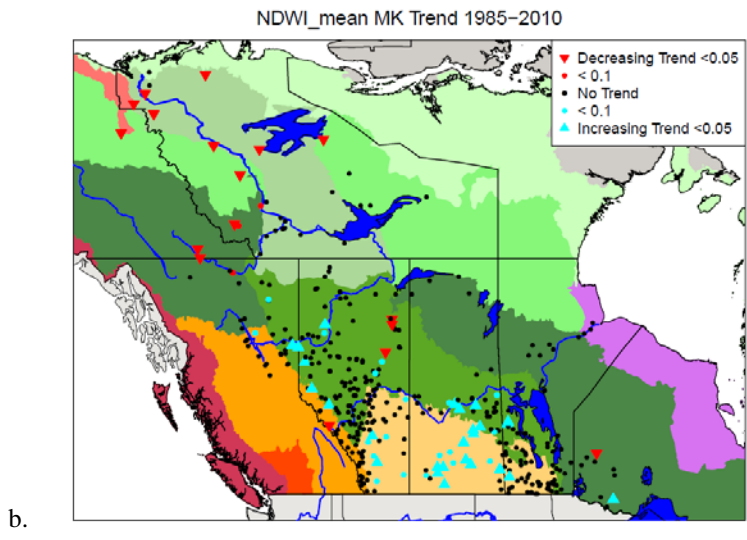 NDWI_mean MK Trend 1985−2010
Decreasing Trend <0.05
< 0.1
No Trend
< 0.1
Increasing Trend <0.05
b.